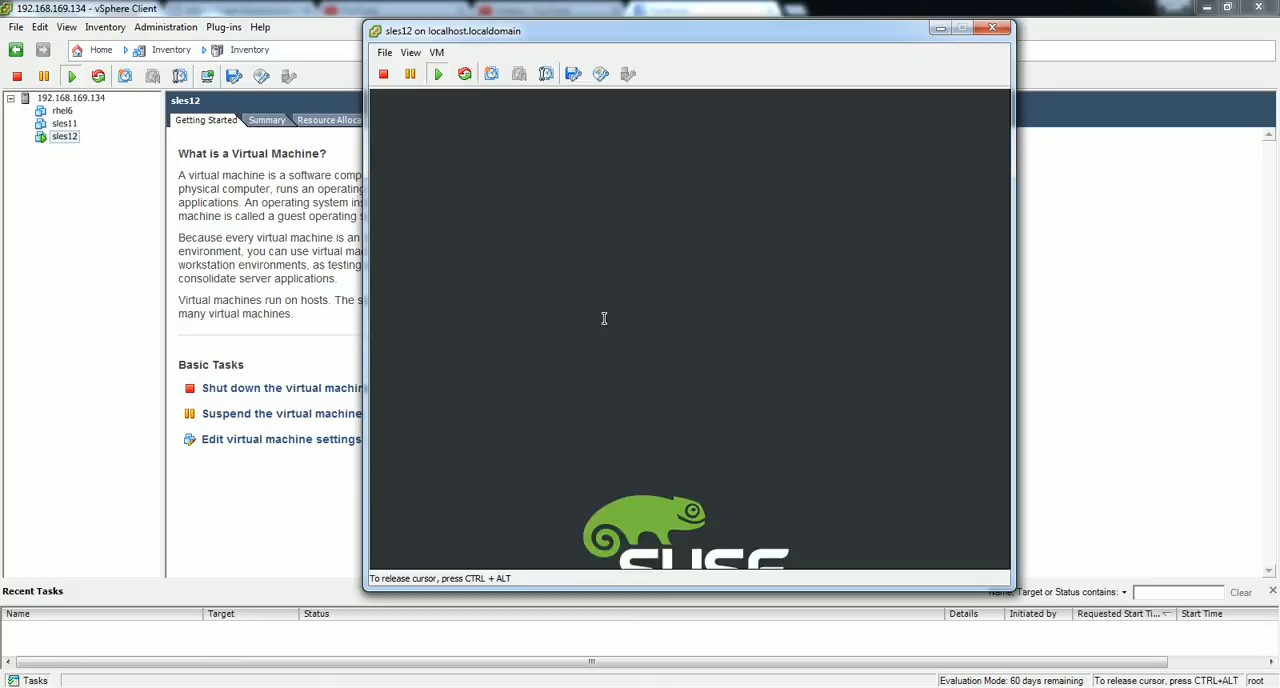 192.168.169.134 - vSphere Client
File Edit View Inventory Administration Plug-ins Help
Home Inventory Inventory
192.168.169.134
rhel6
sles11
sles12
sles12
Getting Started Summary Resource Alloca
What is a Virtual Machine?
A virtual machine is a software comp
physical computer, runs an operating
applications. An operating system ins
machine is called a guest operating s
Because every virtual machine is an
environment, you can use virtual ma
workstation environments, as testing
consolidate server applications.
Virtual machines run on hosts. The s
many virtual machines.
Basic Tasks
Shut down the virtual machin
Suspend the virtual machine
Edit virtual machine settings
sles12 on localhost.localdomain
File View VM
SUSE
To release cursor, press CTRL + ALT
Recent Tasks
Name, Target or Status contains: Clear
Name Target Status Details Initiated by Requested Start Ti... Start Time
Tasks Evaluation Mode: 60 days remaining To release cursor, press CTRL+ALT root